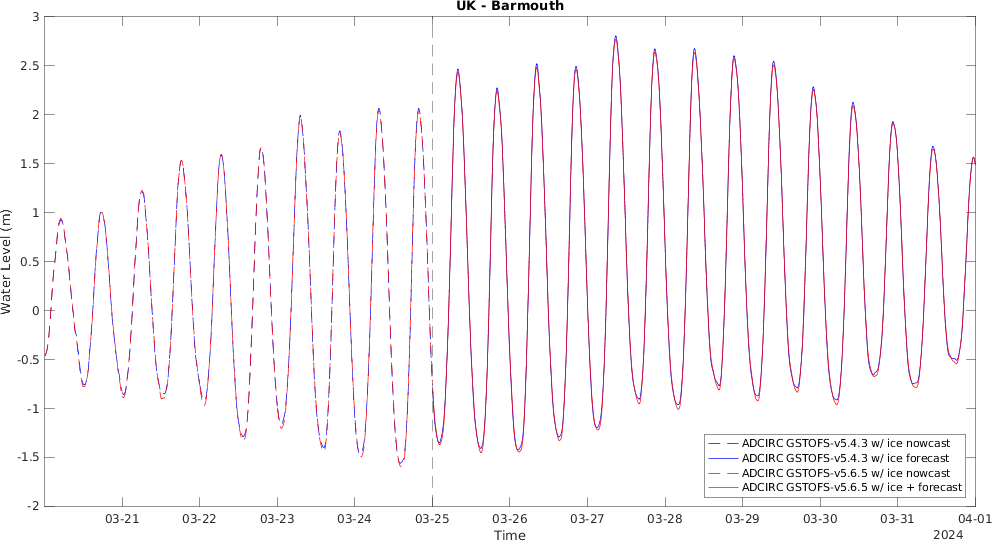 UK - Barmouth
3
2.5
2
1.5
1
0.5
0
-0.5
-1
-1.5
-2
Water Level (m)
ADCIRC GSTOFS-v5.4.3 w/ ice nowcast
ADCIRC GSTOFS-v5.4.3 w/ ice forecast
ADCIRC GSTOFS-v5.6.5 w/ ice nowcast
ADCIRC GSTOFS-v5.6.5 w/ ice + forecast
03-21 03-22 03-23 03-24 03-25 03-26 03-27 03-28 03-29 03-30 03-31 04-01
Time
2024